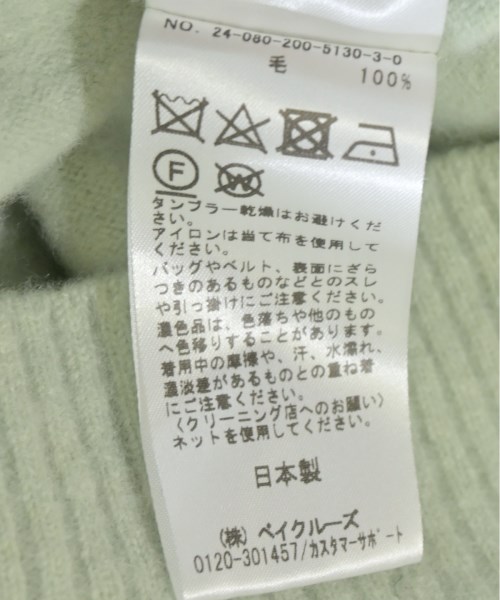 NO. 24-080-200-5130-3-0
毛 100%
F W
タンブラー乾燥はお避けくだ
さい。
アイロンは当て布を使用して
ください。
バッグやベルト、表面にざら
つきのあるものなどとのスレ
や引っ掛けにご注意ください。
濃色品は、色落ちや他のもの
へ色移りすることがあります。
着用中の摩擦や、汗、水濡れ、
濃淡差があるものとの重ね着
にご注意ください。
〈クリーニング店へのお願い〉
ネットを使用してください。
日本製
(株) ベイクルーズ
0120-301457/カスタマーサポート